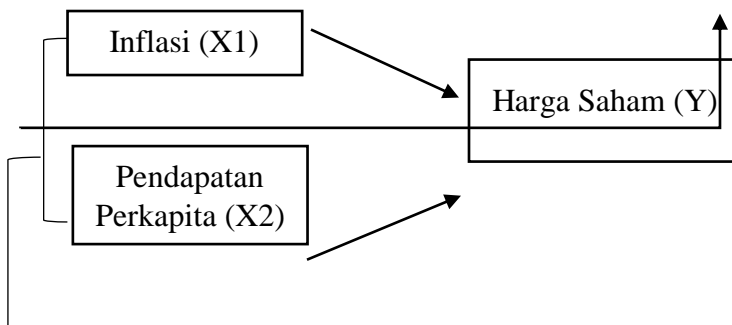 Inflasi (X1)
Harga Saham (Y)
Pendapatan
Perkapita (X2)